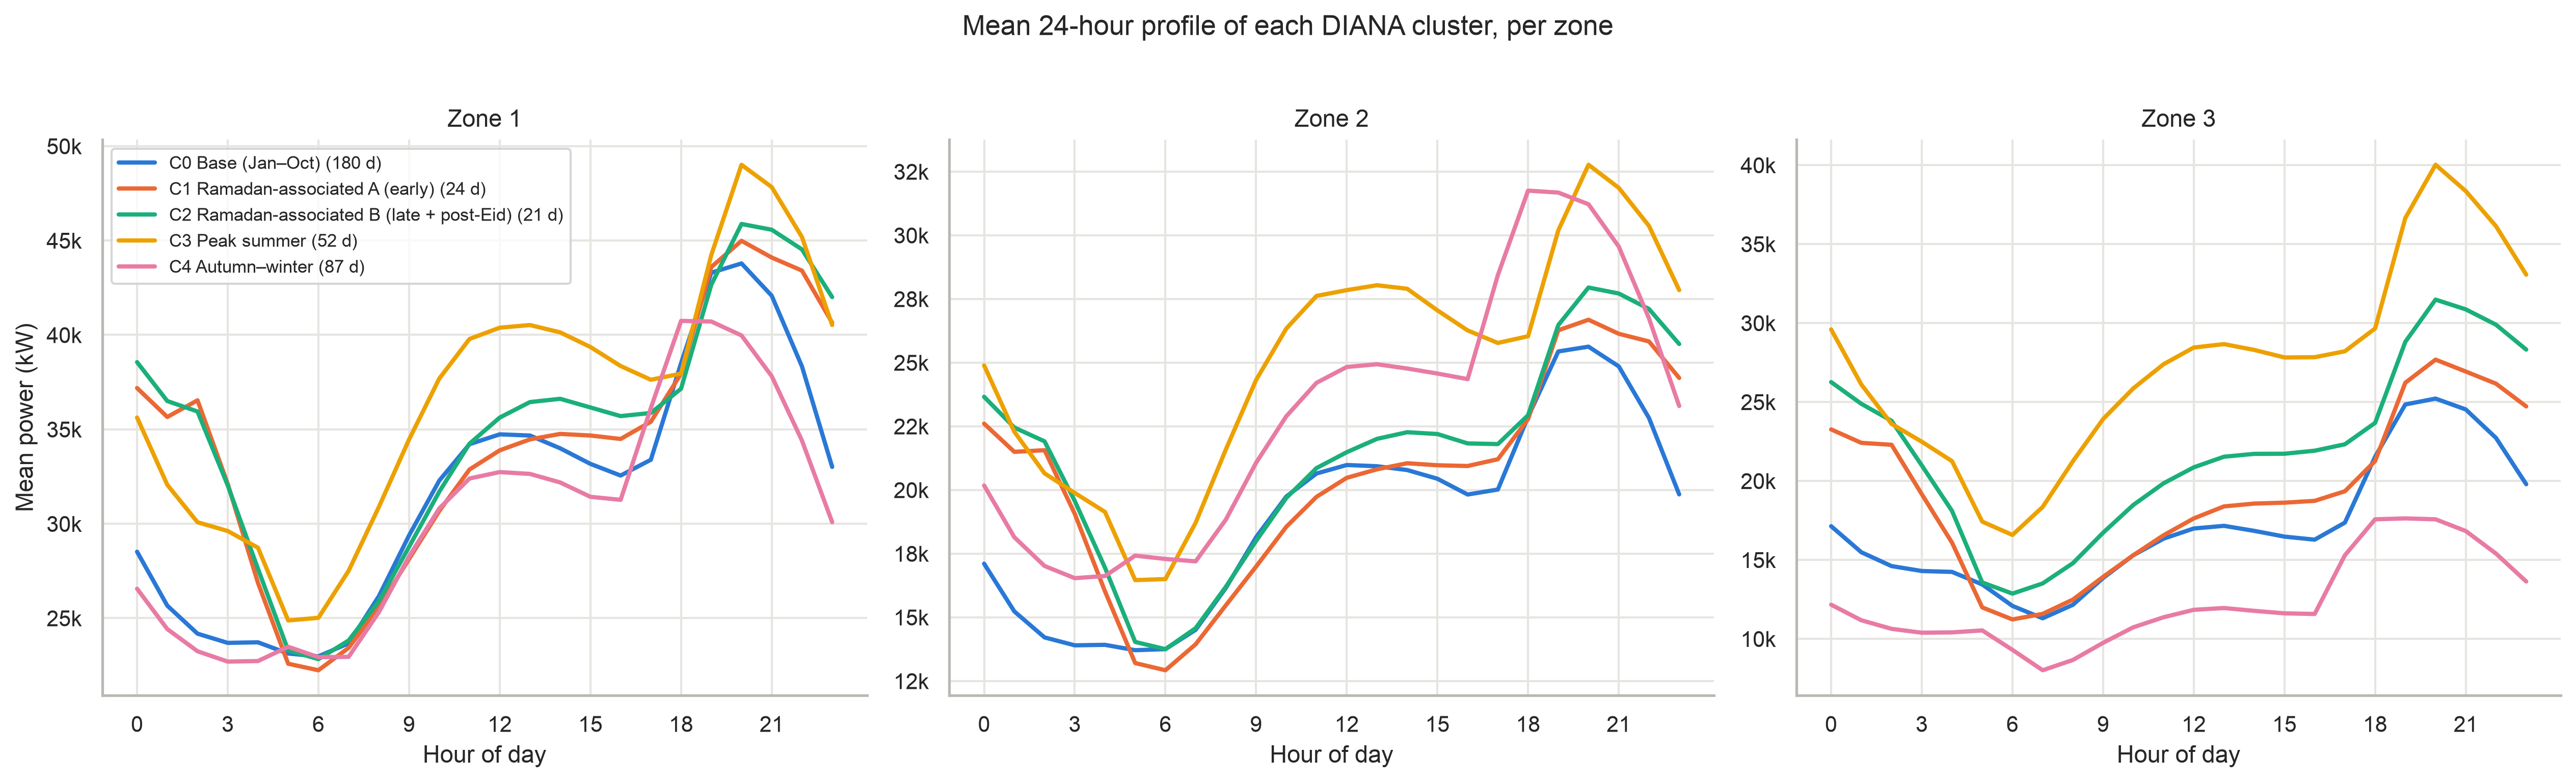 Mean 24-hour profile of each DIANA cluster, per zone
Zone 1
50k
45k
40k
35k
30k
25k
Mean power (kW)
C0 Base (Jan–Oct) (180 d)
C1 Ramadan-associated A (early) (24 d)
C2 Ramadan-associated B (late + post-Eid) (21 d)
C3 Peak summer (52 d)
C4 Autumn–winter (87 d)
0 3 6 9 12 15 18 21
Hour of day
Zone 2
32k
30k
28k
25k
22k
20k
18k
15k
12k
0 3 6 9 12 15 18 21
Hour of day
Zone 3
40k
35k
30k
25k
20k
15k
10k
0 3 6 9 12 15 18 21
Hour of day